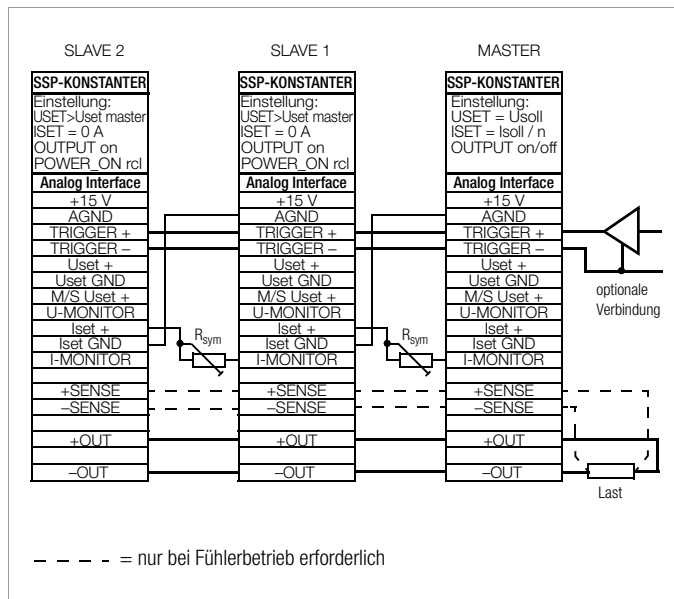 SLAVE 2
SSP-KONSTANTER
Einstellung:
USET>Uset master
ISET = 0 A
OUTPUT on
POWER_ON rcl
Analog Interface
+15 V
AGND
TRIGGER +
TRIGGER –
Uset +
Uset GND
M/S Uset +
U-MONITOR
Iset +
Iset GND
I-MONITOR
+SENSE
–SENSE
+OUT
–OUT
Rsym
SLAVE 1
SSP-KONSTANTER
Einstellung:
USET>Uset master
ISET = 0 A
OUTPUT on
POWER_ON rcl
Analog Interface
+15 V
AGND
TRIGGER +
TRIGGER –
Uset +
Uset GND
M/S Uset +
U-MONITOR
Iset +
Iset GND
I-MONITOR
+SENSE
–SENSE
+OUT
–OUT
Rsym
MASTER
SSP-KONSTANTER
Einstellung:
USET = Usoll
ISET = Isoll / n
OUTPUT on/off
Analog Interface
+15 V
AGND
TRIGGER +
TRIGGER –
Uset +
Uset GND
M/S Uset +
U-MONITOR
Iset +
Iset GND
I-MONITOR
+SENSE
–SENSE
+OUT
–OUT
optionale
Verbindung
Last
= nur bei Fühlerbetrieb erforderlich